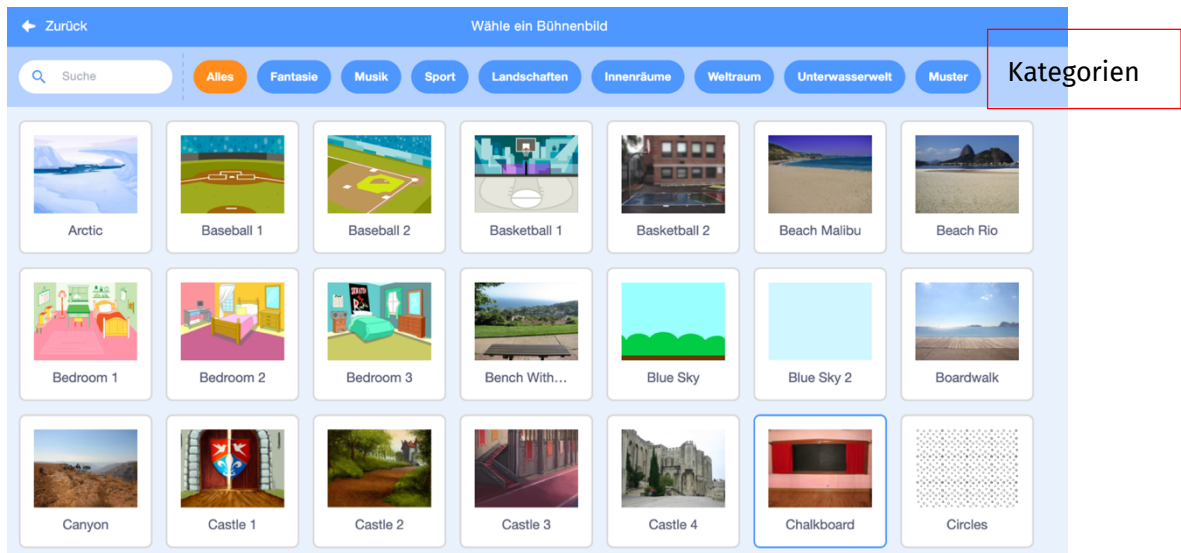 Zurück
Wähle ein Bühnenbild
Suche
Alles Fantasie Musik Sport Landschaften Innenräume Weltraum Unterwasserwelt Muster
Kategorien
Arctic Baseball 1 Baseball 2 Basketball 1 Basketball 2 Beach Malibu Beach Rio
Bedroom 1 Bedroom 2 Bedroom 3 Bench With... Blue Sky Blue Sky 2 Boardwalk
Canyon Castle 1 Castle 2 Castle 3 Castle 4 Chalkboard Circles